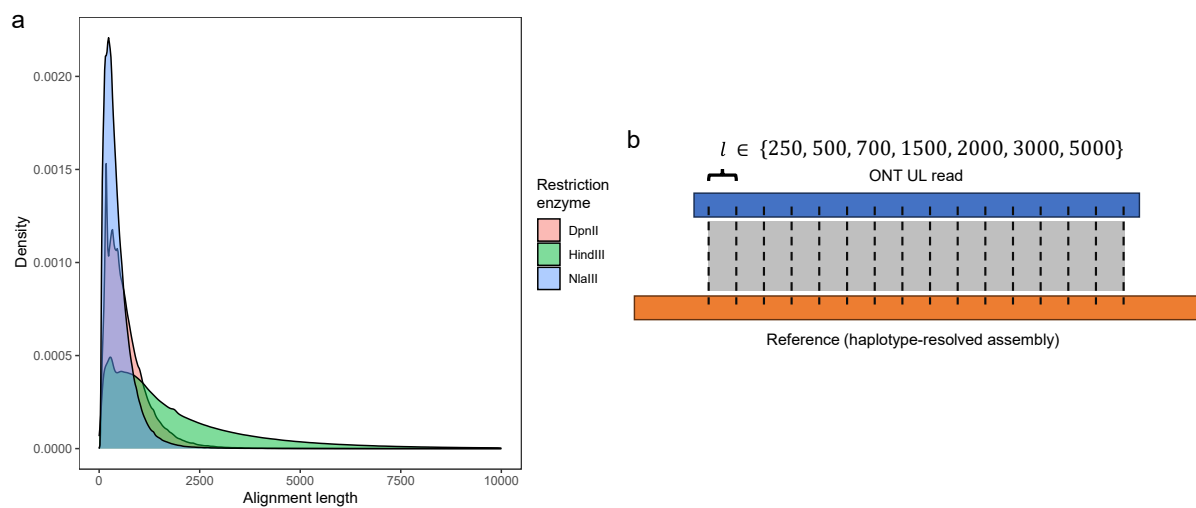 a
0.0020
0.0015
0.0010
0.0005
0.0000
Density
0
2500
5000
7500
10000
Alignment length
Restriction
enzyme
DpnII
HindIII
NlaIII
b
l ∈ {250, 500, 700, 1500, 2000, 3000, 5000}
ONT UL read
Reference (haplotype-resolved assembly)